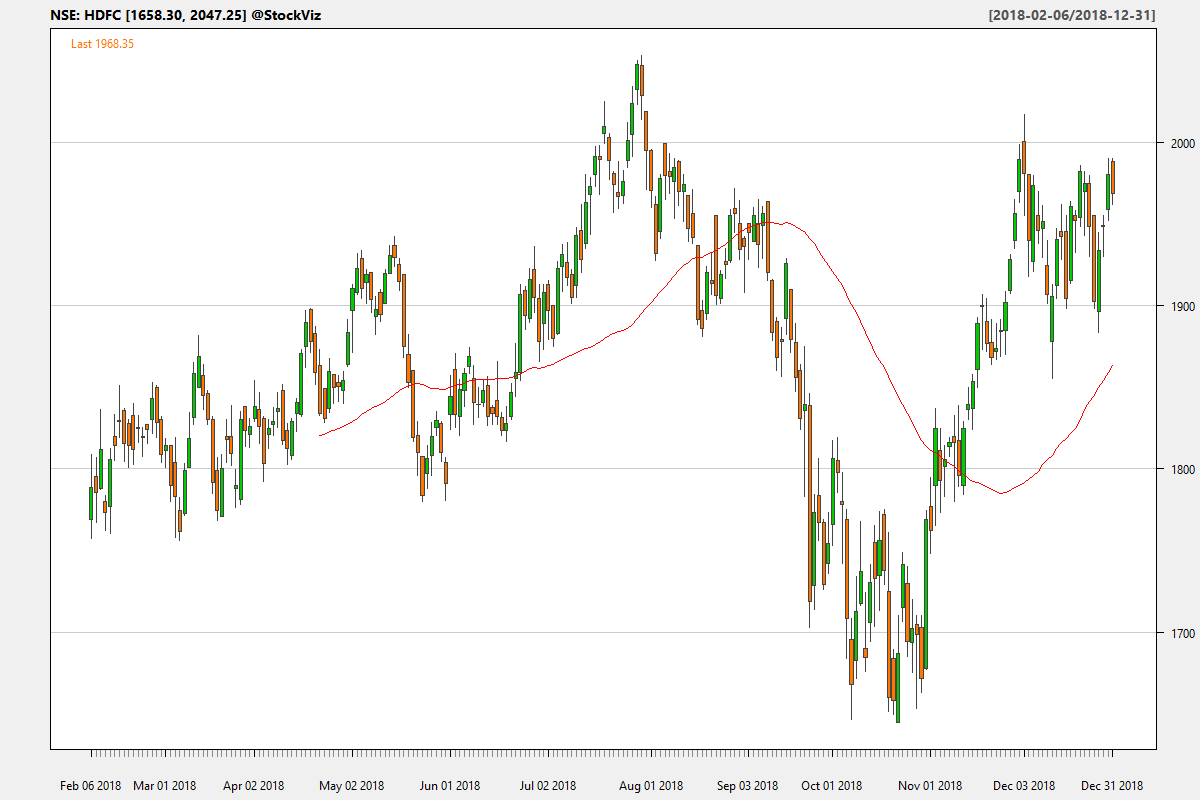 NSE: HDFC [1658.30, 2047.25] @StockViz [2018-02-06/2018-12-31]
Last 1968.35
2000
1900
1800
1700
Feb 06 2018 Mar 01 2018 Apr 02 2018 May 02 2018 Jun 01 2018 Jul 02 2018 Aug 01 2018 Sep 03 2018 Oct 01 2018 Nov 01 2018 Dec 03 2018 Dec 31 2018